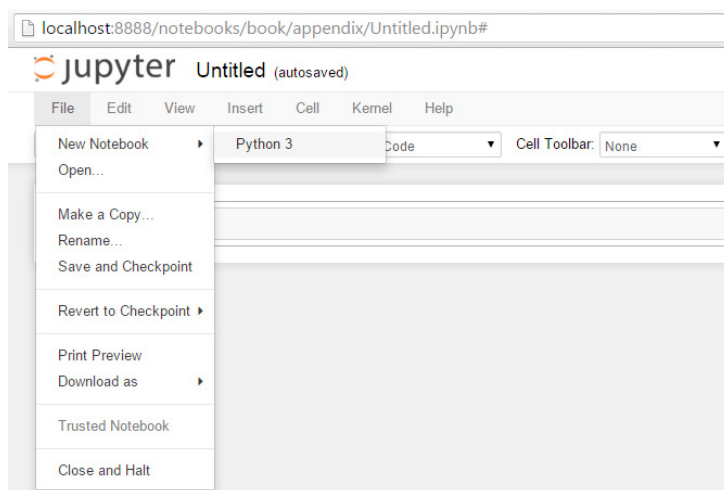 localhost:8888/notebooks/book/appendix/Untitled.ipynb#
jupyter Untitled (autosaved)
File Edit View Insert Cell Kernel Help
New Notebook Python 3 Code Cell Toolbar: None
Open...
Make a Copy...
Rename...
Save and Checkpoint
Revert to Checkpoint
Print Preview
Download as
Trusted Notebook
Close and Halt